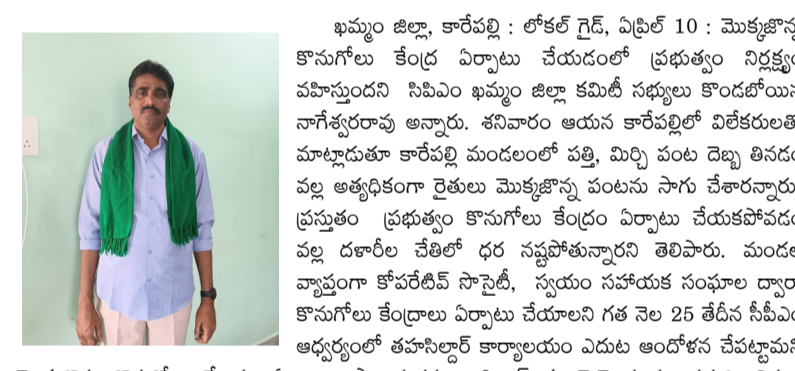 ఖమ్మం జిల్లా, కారేపల్లి : లోకల్ గైడ్, ఏప్రిల్ 10 : మొక్కజొన్న
కొనుగోలు కేంద్ర ఏర్పాటు చేయడంలో ప్రభుత్వం నిర్లక్ష్యం
వహిస్తుందని సిపిఎం ఖమ్మం జిల్లా కమిటీ సభ్యులు కొండబోయిన
నాగేశ్వరరావు అన్నారు. శనివారం ఆయన కారేపల్లిలో విలేకరులతో
మాట్లాడుతూ కారేపల్లి మండలంలో పత్తి, మిర్చి పంట దెబ్బ తినడం
వల్ల అత్యధికంగా రైతులు మొక్కజొన్న పంటను సాగు చేశారన్నారు
ప్రస్తుతం ప్రభుత్వం కొనుగోలు కేంద్రం ఏర్పాటు చేయకపోవడం
వల్ల దళారీల చేతిలో ధర నష్టపోతున్నారని తెలిపారు. మండల
వ్యాప్తంగా కోపరేటివ్ సొసైటీ, స్వయం సహాయక సంఘాల ద్వారా
కొనుగోలు కేంద్రాలు ఏర్పాటు చేయాలని గత నెల 25 తేదీన సీపీఎం
ఆధ్వర్యంలో తహసిల్దార్ కార్యాలయం ఎదుట ఆందోళన చేపట్టామని